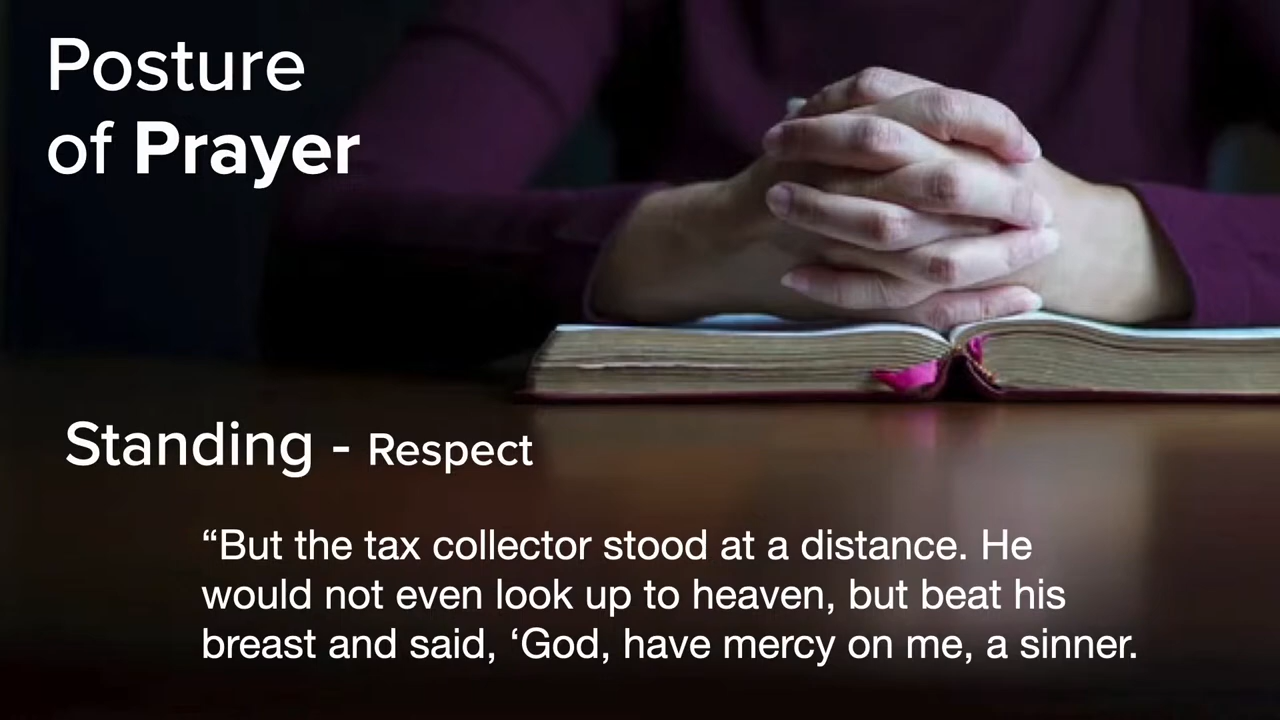 Posture
of Prayer
Standing - Respect
“But the tax collector stood at a distance. He
would not even look up to heaven, but beat his
breast and said, ‘God, have mercy on me, a sinner.